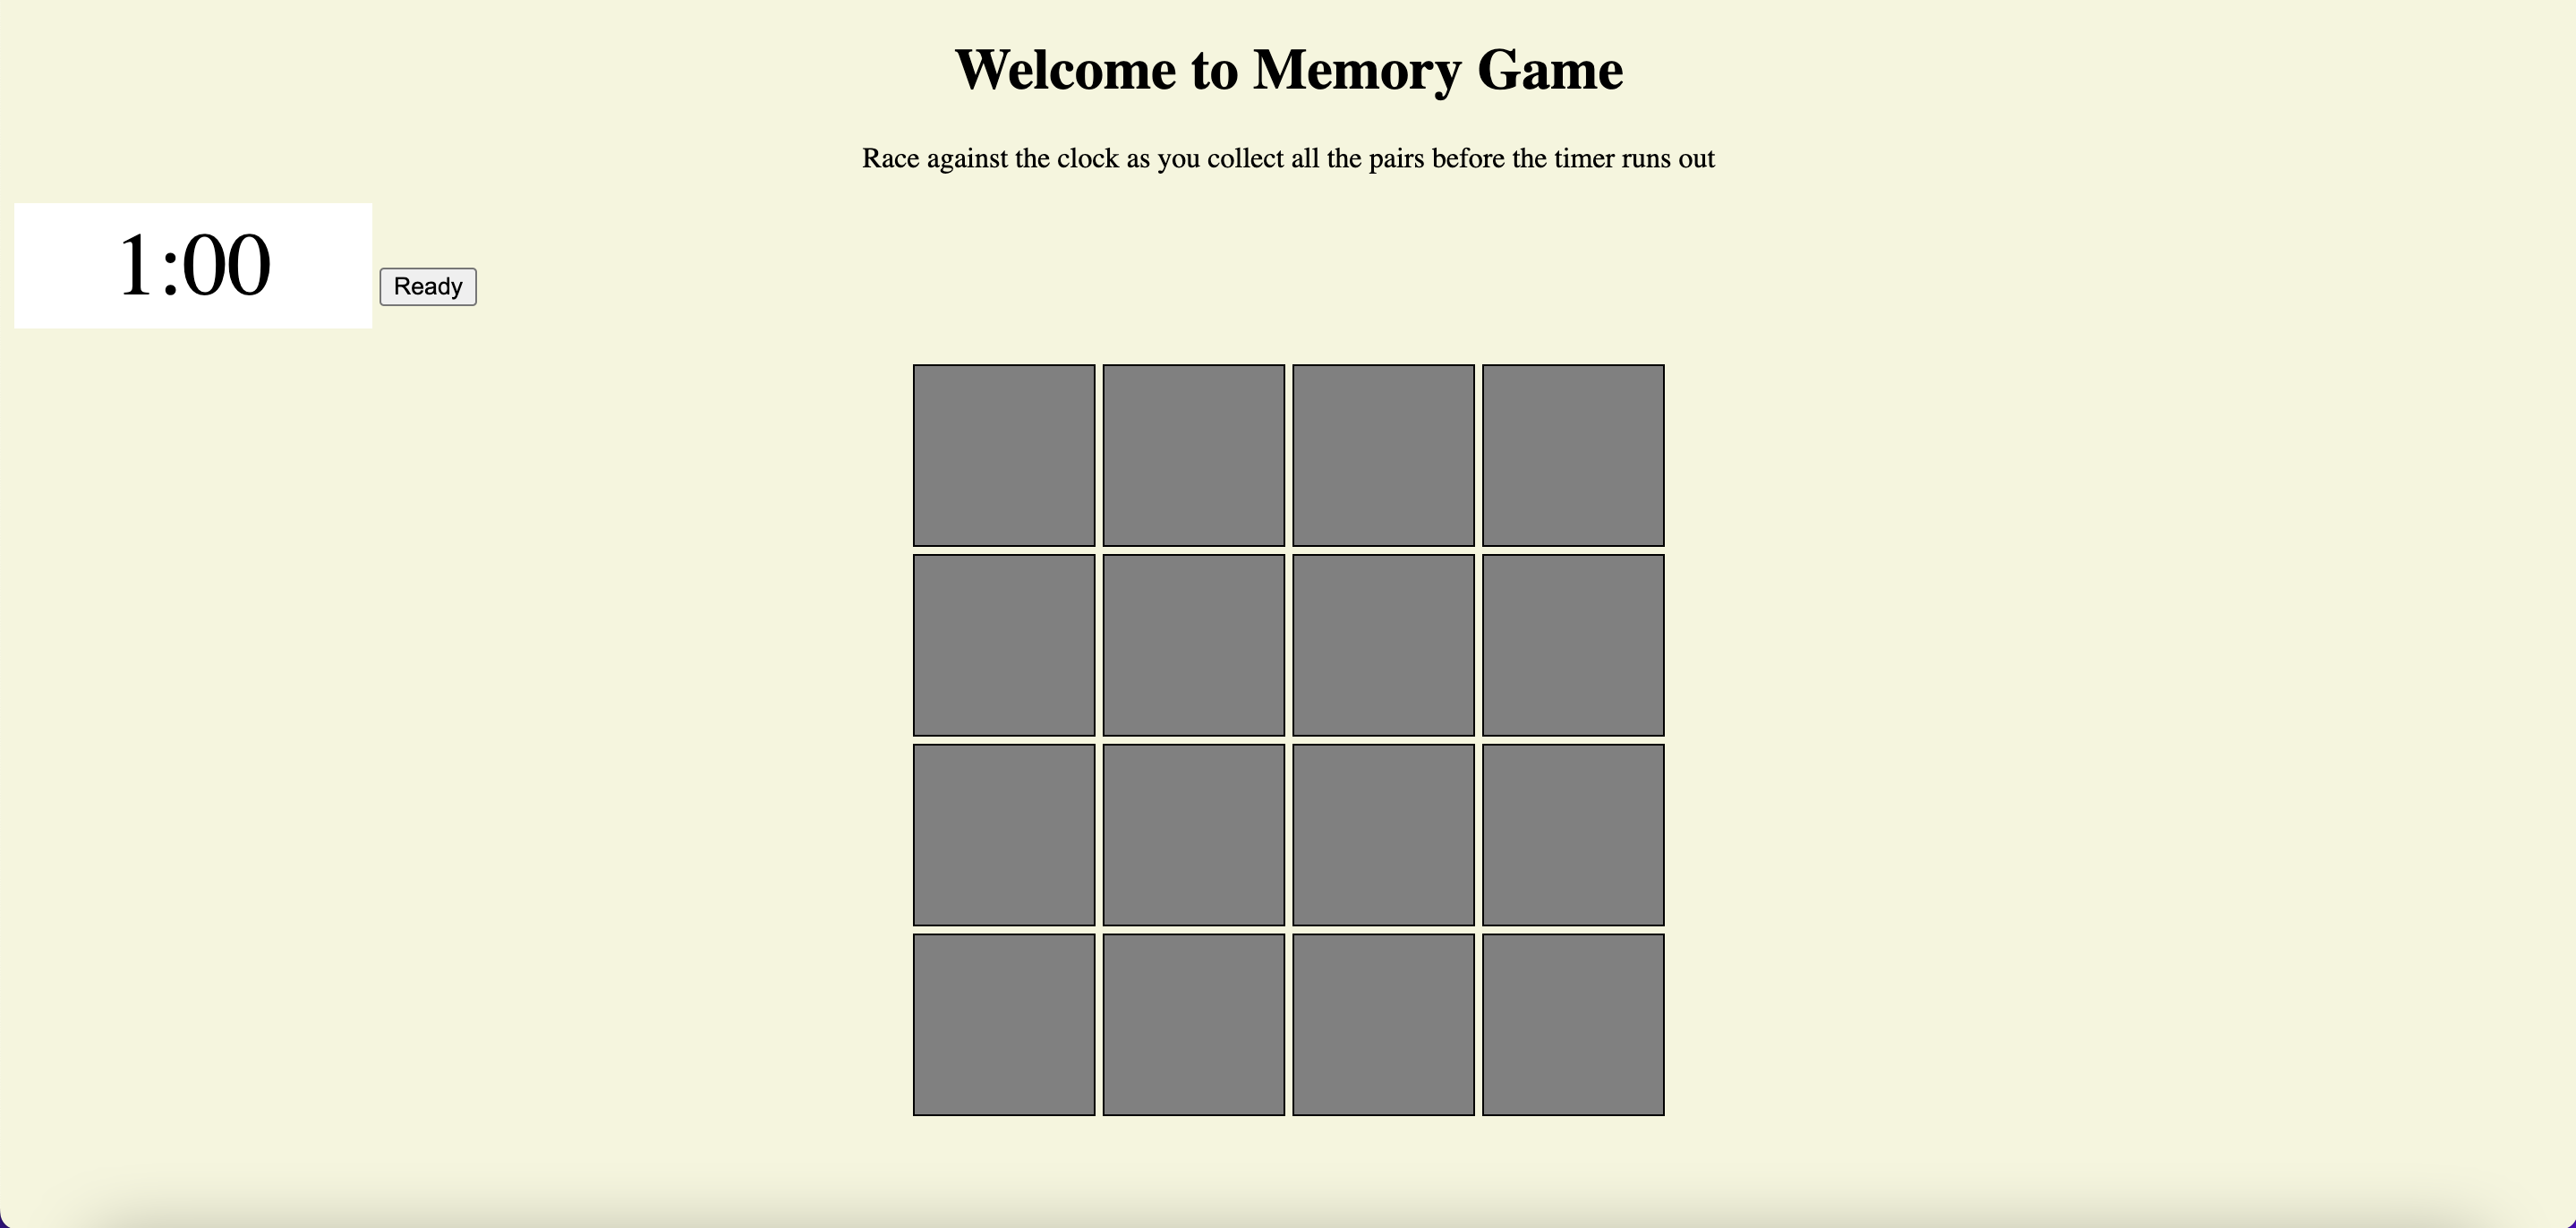 Welcome to Memory Game
Race against the clock as you collect all the pairs before the timer runs out
1:00
Ready